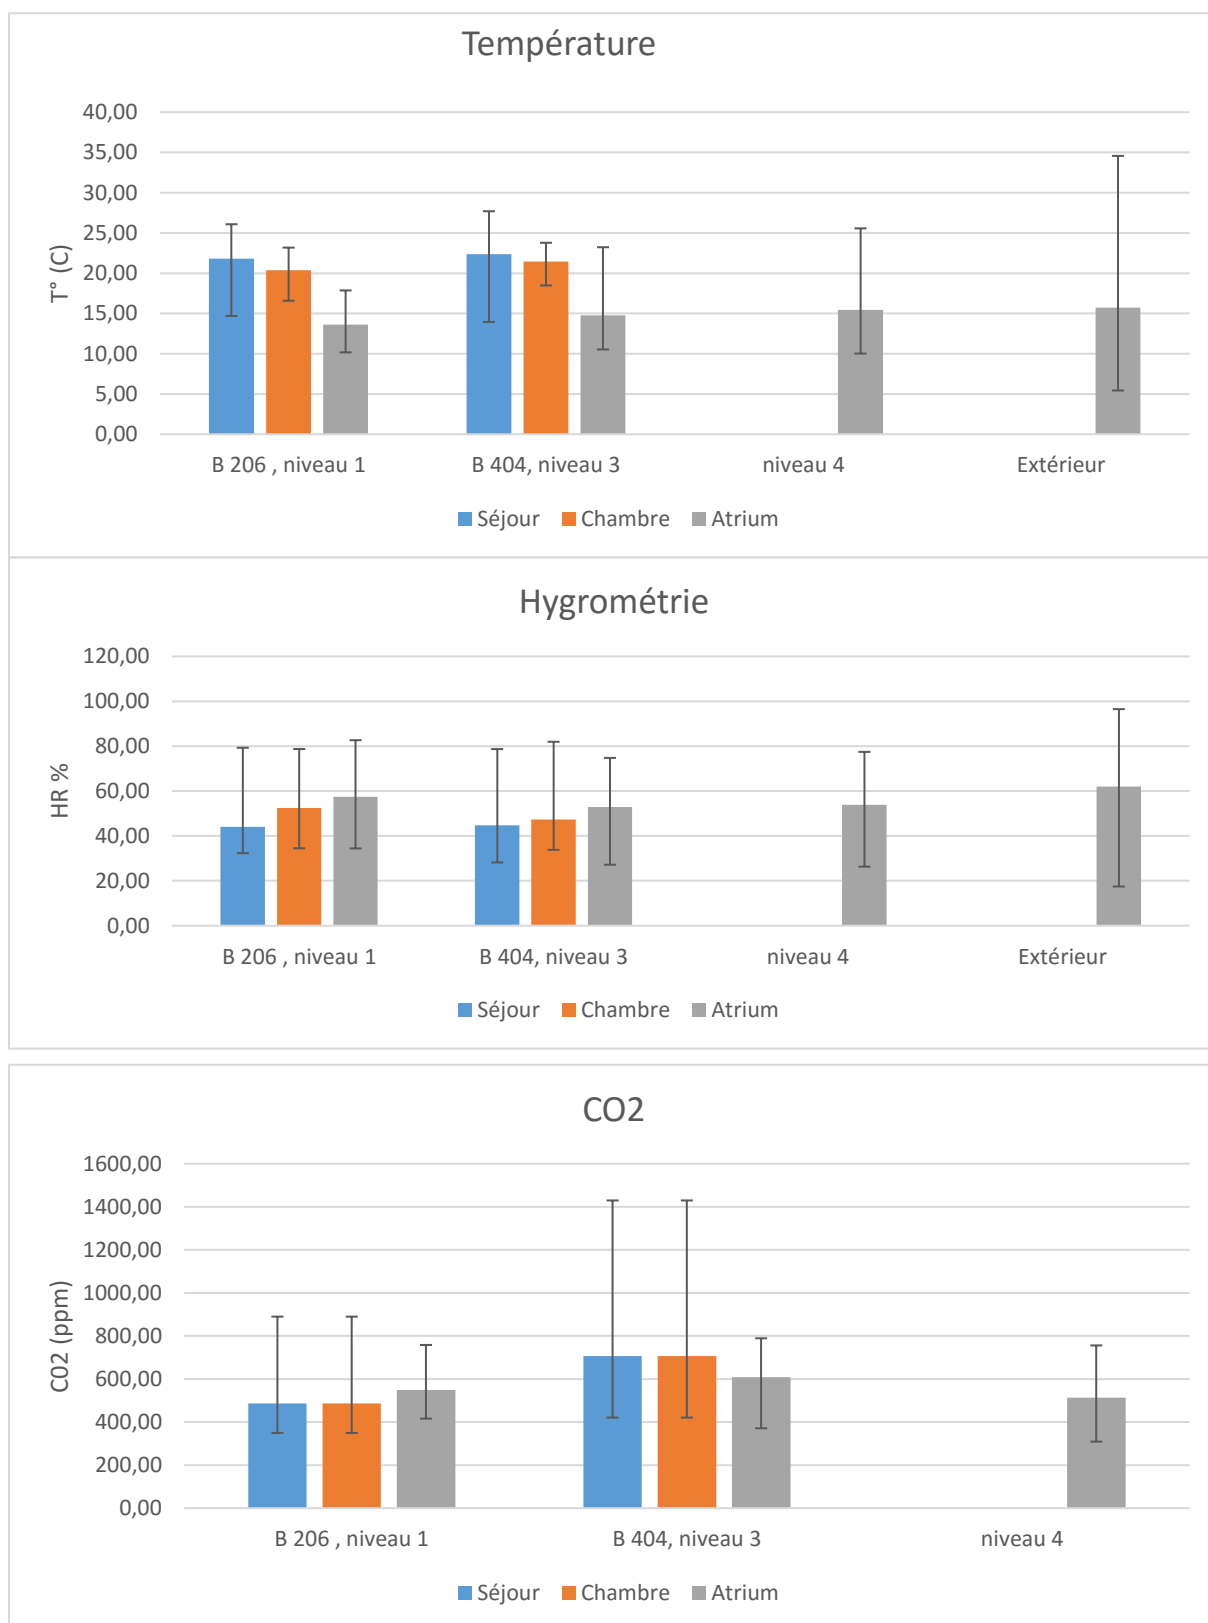 Température
40,00
35,00
30,00
25,00
20,00
15,00
10,00
5,00
0,00
T° (C)
B 206 , niveau 1 B 404, niveau 3 niveau 4 Extérieur
Séjour Chambre Atrium
Hygrométrie
120,00
100,00
80,00
60,00
40,00
20,00
0,00
HR %
B 206 , niveau 1 B 404, niveau 3 niveau 4 Extérieur
Séjour Chambre Atrium
CO2
1600,00
1400,00
1200,00
1000,00
800,00
600,00
400,00
200,00
0,00
C02 (ppm)
B 206 , niveau 1 B 404, niveau 3 niveau 4
Séjour Chambre Atrium